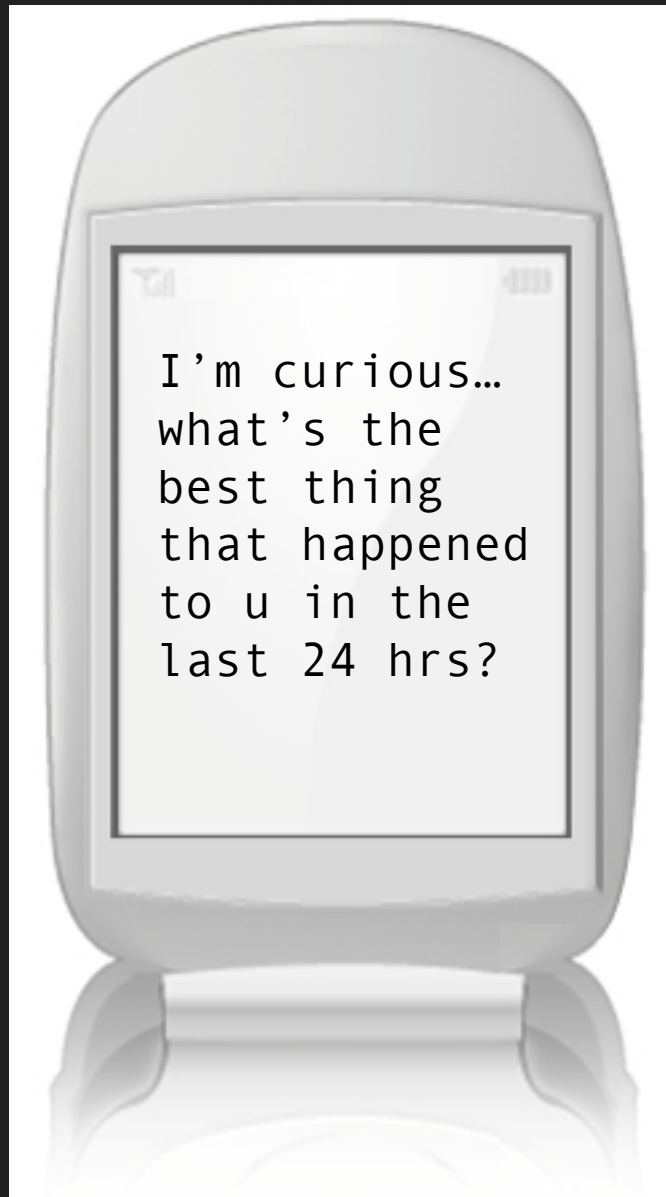 I’m curious…
what’s the
best thing
that happened
to u in the
last 24 hrs?